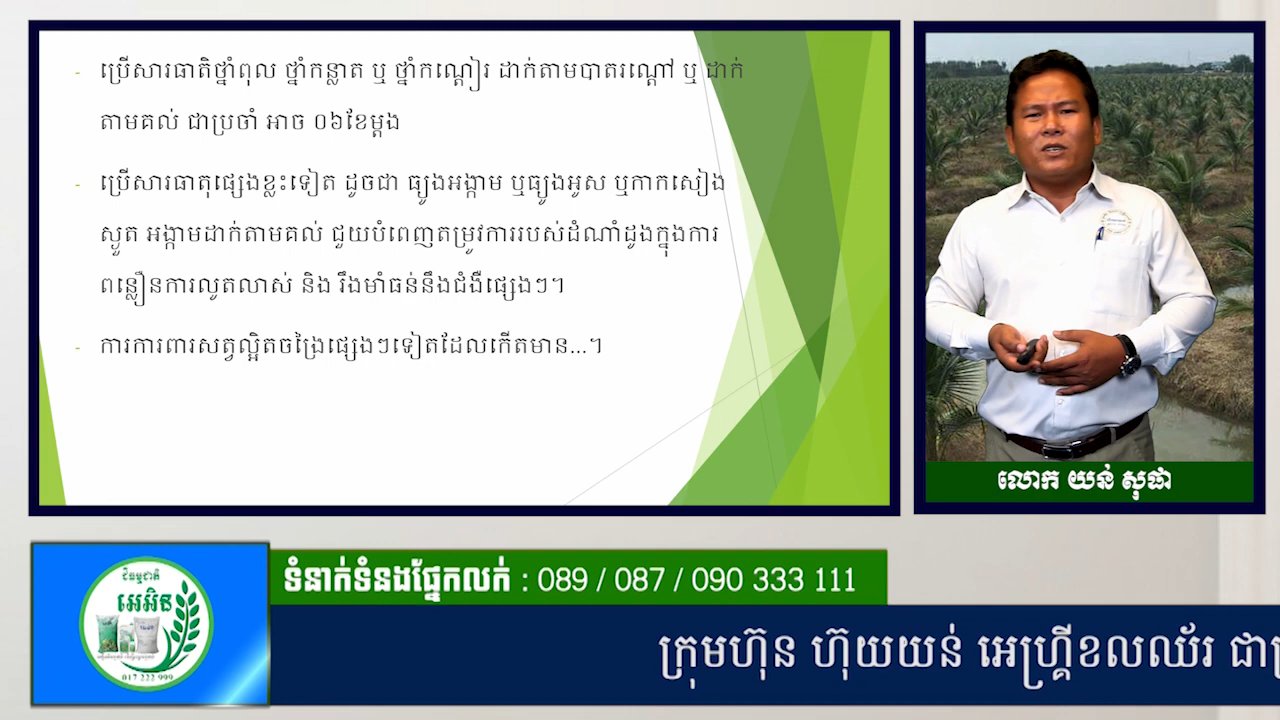 - ប្រើសារធាតិថ្នាំពុល ថ្នាំកន្លាត ឬ ថ្នាំកណ្ដៀរ ដាក់តាមបាតរណ្ដៅ ឬ ដាក់
តាមគល់ ជាប្រចាំ អាច ០៦ខែម្ដង
- ប្រើសារធាតុផ្សេងខ្លះទៀត ដូចជា ធ្យូងអង្កាម ឬធ្យូងអូស ឬកាកសៀង
ស្ងួត អង្កាមដាក់តាមគល់ ជួយបំពេញតម្រូវការរបស់ដំណាំដូងក្នុងការ
ពន្លឿនការលូតលាស់ និង រឹងមាំធន់នឹងជំងឺផ្សេងៗ។
- ការការពារសត្វល្អិតចង្រៃផ្សេងៗទៀតដែលកើតមាន...។
លោក យន់ សុផា
ទំនាក់ទំនងផ្នែកលក់ : 089 / 087 / 090 333 111
ជីធម្មជាតិ
អេអិន
017 222 999
ក្រុមហ៊ុន ហ៊ុយយន់ អេហ្គ្រីខលឈ័រ